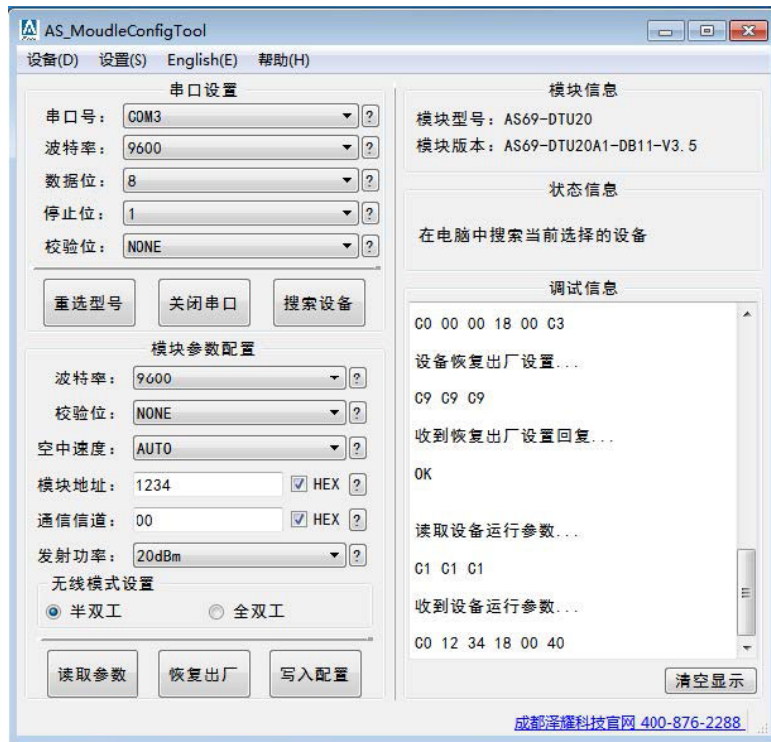 AS_MoudleConfigTool
设备(D) 设置(S) English(E) 帮助(H)
串口设置
串口号： COM3 ?
波特率： 9600 ?
数据位： 8 ?
停止位： 1 ?
校验位： NONE ?
重选型号 关闭串口 搜索设备
模块参数配置
波特率： 9600 ?
校验位： NONE ?
空中速度： AUTO ?
模块地址： 1234 HEX ?
通信信道： 00 HEX ?
发射功率： 20dBm ?
无线模式设置
半双工 全双工
读取参数 恢复出厂 写入配置
模块信息
模块型号：AS69-DTU20
模块版本：AS69-DTU20A1-DB11-V3.5
状态信息
在电脑中搜索当前选择的设备
调试信息
C0 00 00 18 00 C3
设备恢复出厂设置...
C9 C9 C9
收到恢复出厂设置回复...
OK
读取设备运行参数...
C1 C1 C1
收到设备运行参数...
C0 12 34 18 00 40
清空显示
成都泽耀科技官网 400-876-2288